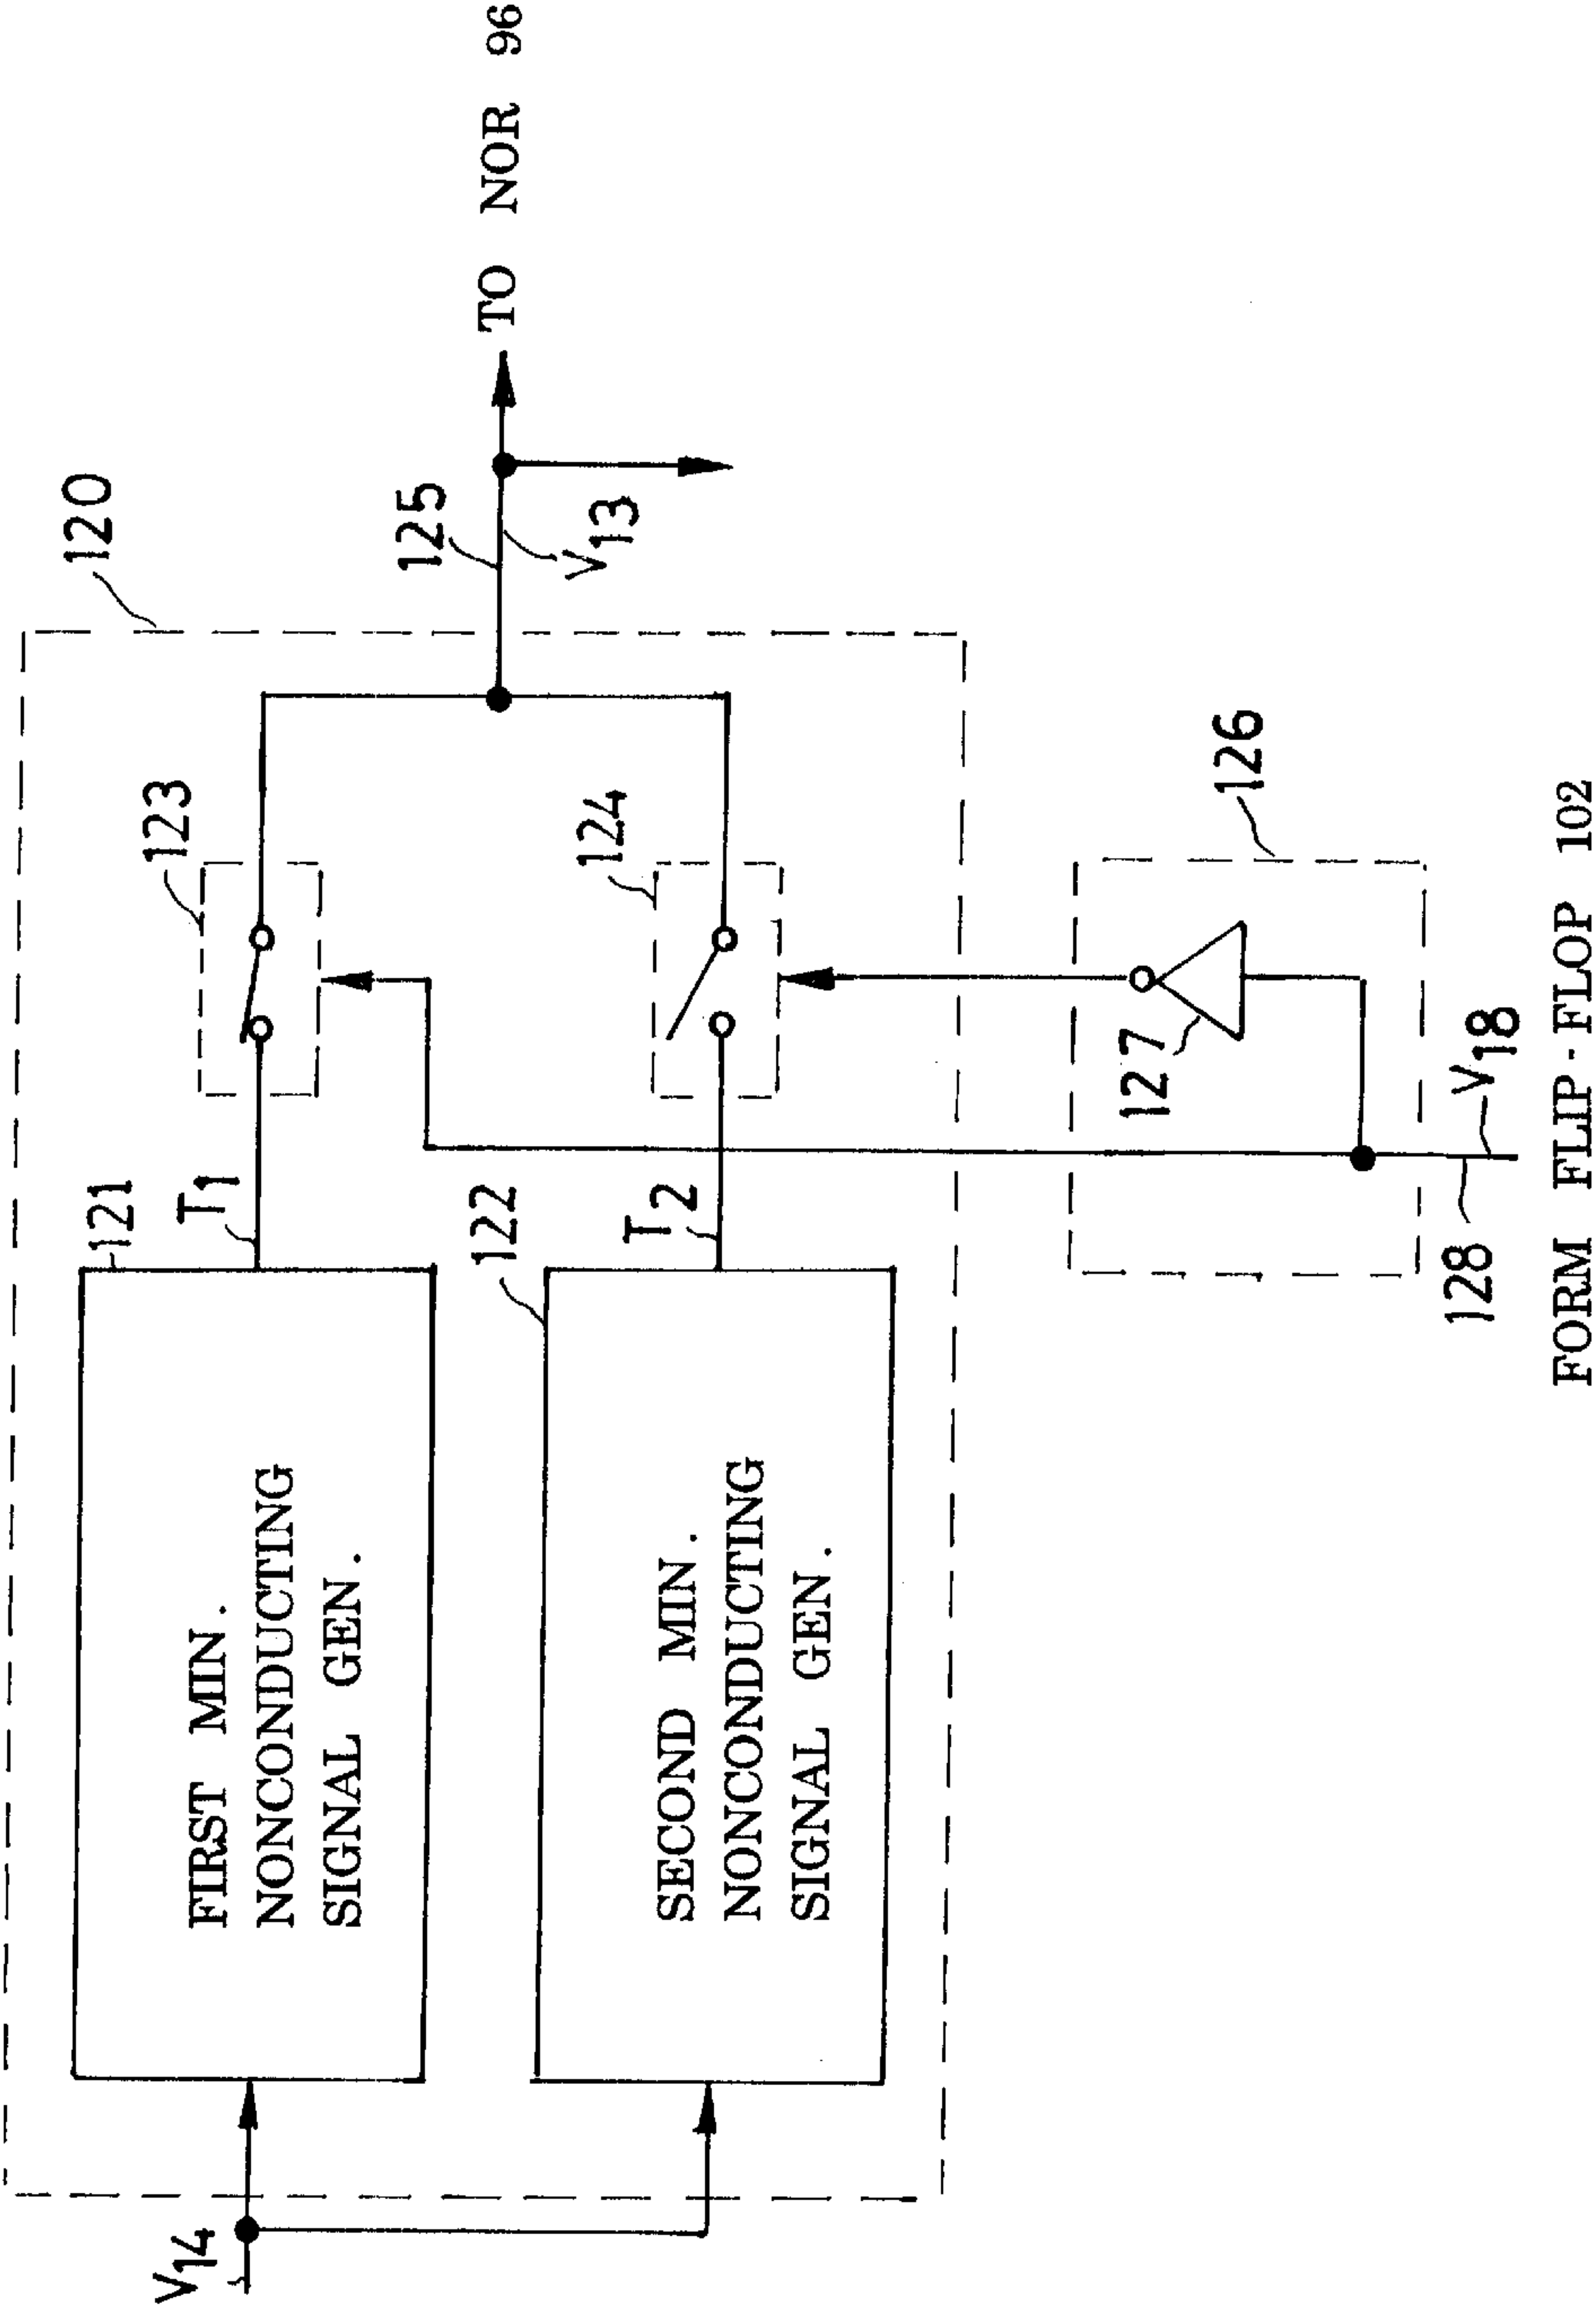 120
121
T1
123
FIRST MIN.
NONCONDUCTING
SIGNAL GEN.
V14
125
TO NOR 96
V13
122
T2
124
SECOND MIN.
NONCONDUCTING
SIGNAL GEN.
127
126
128
V18
FORM FLIP-FLOP 102